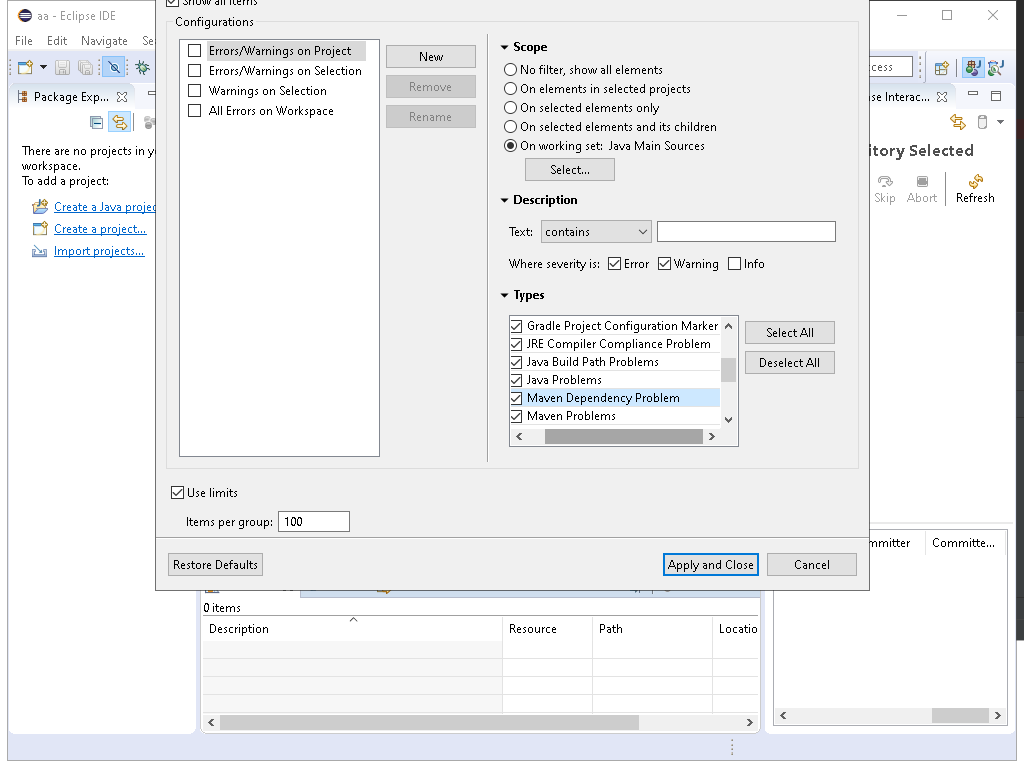 aa - Eclipse IDE
Show all items
File Edit Navigate Se
Configurations
Errors/Warnings on Project
Errors/Warnings on Selection
Warnings on Selection
All Errors on Workspace
New
Remove
Rename
Scope
No filter, show all elements
On elements in selected projects
On selected elements only
On selected elements and its children
On working set: Java Main Sources
Select...
Description
Text: contains
Where severity is: Error Warning Info
Types
Gradle Project Configuration Marker
JRE Compiler Compliance Problem
Java Build Path Problems
Java Problems
Maven Dependency Problem
Maven Problems
Select All
Deselect All
Use limits
Items per group: 100
Restore Defaults
Apply and Close
Cancel
Package Exp...
There are no projects in y
workspace.
To add a project:
Create a Java projec
Create a project...
Import projects...
cess
se Interac...
itory Selected
Skip Abort Refresh
mmitter Committe...
0 items
Description Resource Path Locatio